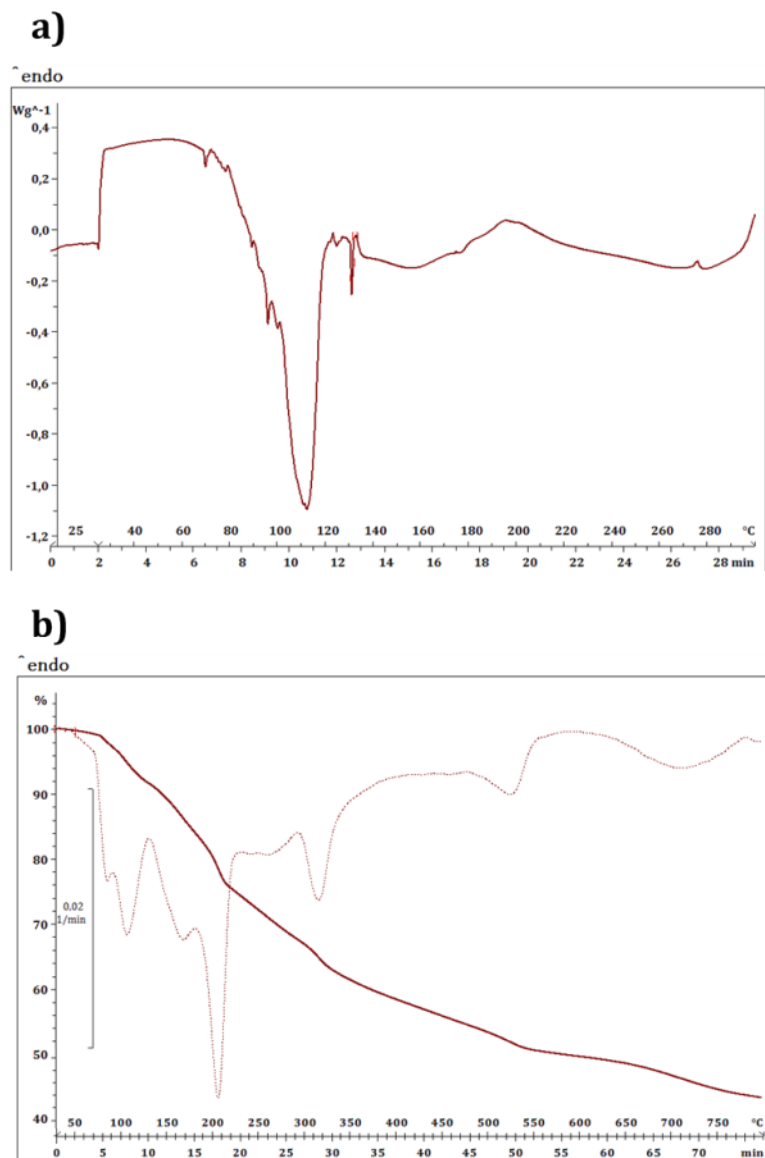 a)
^endo
Wg^-1
0,4
0,2
0,0
-0,2
-0,4
-0,6
-0,8
-1,0
-1,2
25 40 60 80 100 120 140 160 180 200 220 240 260 280 °C
0 2 4 6 8 10 11 12 14 16 18 20 22 24 26 28 min
b)
^endo
%
100
90
80
70
60
50
40
0,02
1/min
50 100 150 200 250 300 350 400 450 500 550 600 650 700 750 °C
0 5 10 15 20 25 30 35 40 45 50 55 60 65 70 min